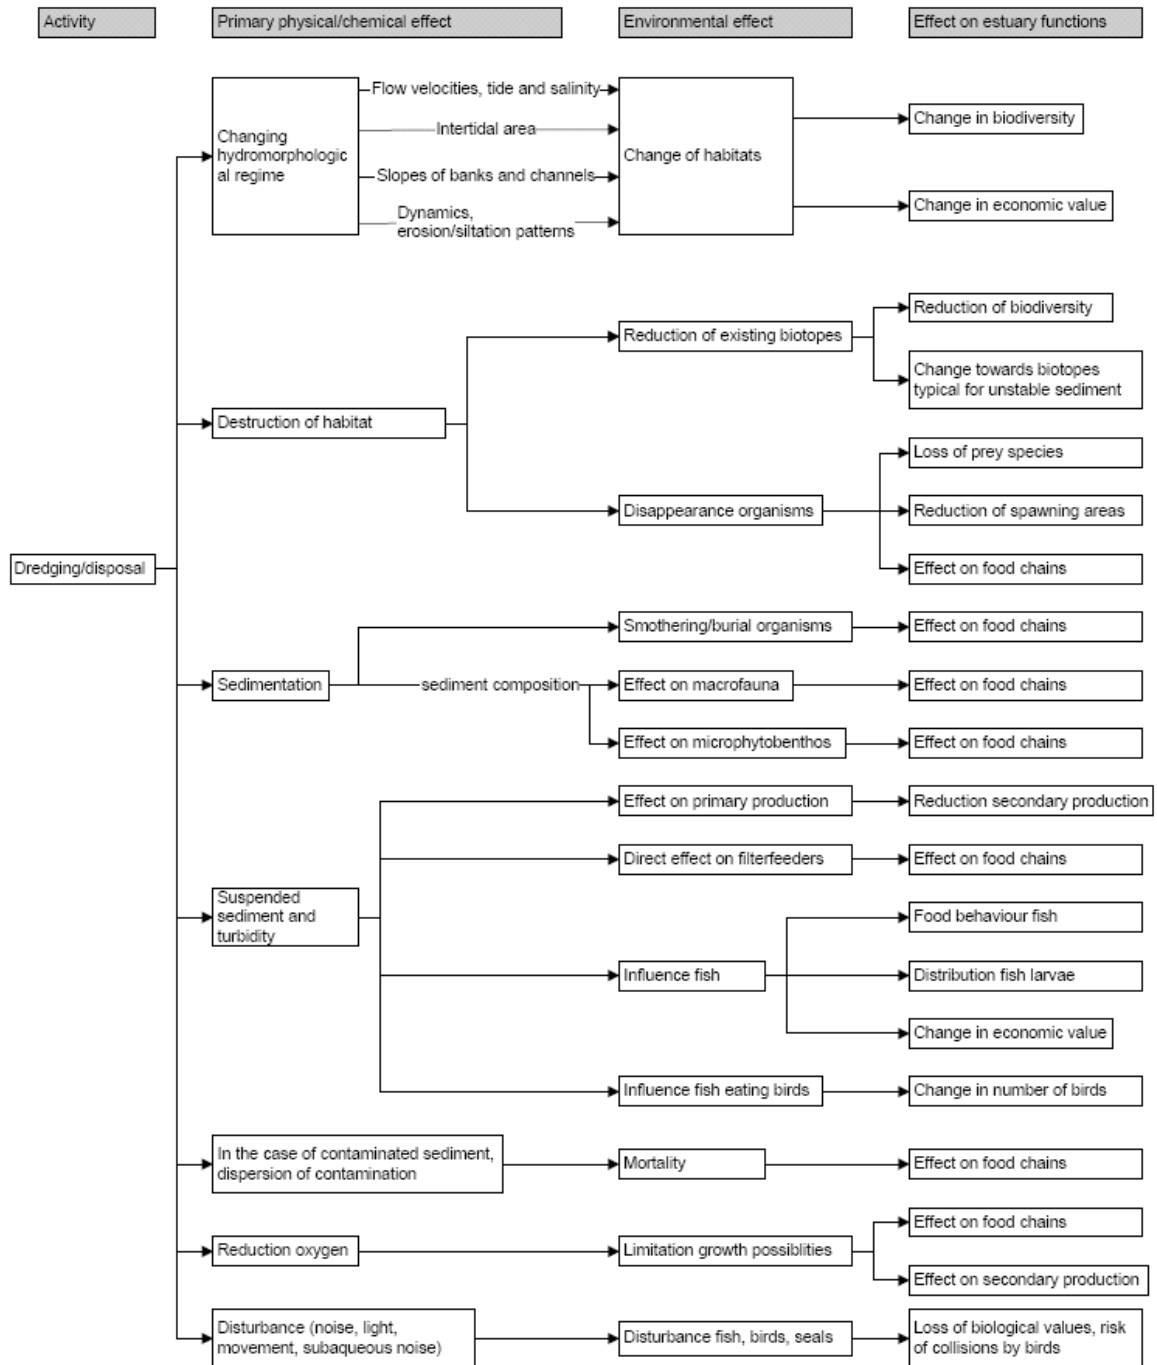 Activity
Primary physical/chemical effect
Environmental effect
Effect on estuary functions
Flow velocities, tide and salinity
Intertidal area
Slopes of banks and channels
Dynamics,
erosion/siltation patterns
Changing
hydromorphologic
al regime
Change of habitats
Change in biodiversity
Change in economic value
Destruction of habitat
Reduction of existing biotopes
Reduction of biodiversity
Change towards biotopes
typical for unstable sediment
Disappearance organisms
Loss of prey species
Reduction of spawning areas
Effect on food chains
Dredging/disposal
Sedimentation
sediment composition
Smothering/burial organisms
Effect on food chains
Effect on macrofauna
Effect on food chains
Effect on microphytobenthos
Effect on food chains
Suspended
sediment and
turbidity
Effect on primary production
Reduction secondary production
Direct effect on filterfeeders
Effect on food chains
Influence fish
Food behaviour fish
Distribution fish larvae
Change in economic value
Influence fish eating birds
Change in number of birds
In the case of contaminated sediment,
dispersion of contamination
Mortality
Effect on food chains
Reduction oxygen
Limitation growth possiblities
Effect on food chains
Effect on secondary production
Disturbance (noise, light,
movement, subaqueous noise)
Disturbance fish, birds, seals
Loss of biological values, risk
of collisions by birds